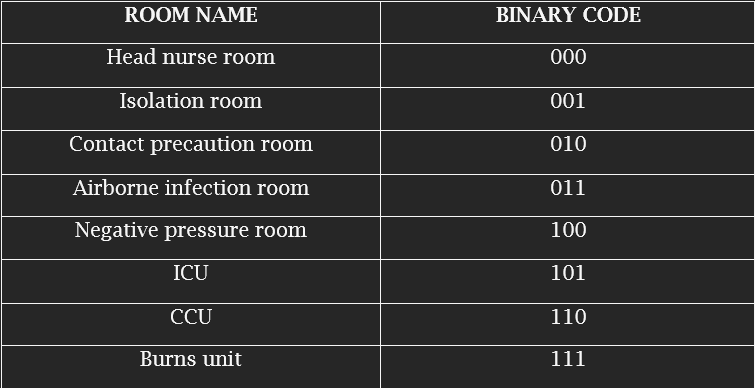 ROOM NAME BINARY CODE
Head nurse room 000
Isolation room 001
Contact precaution room 010
Airborne infection room 011
Negative pressure room 100
ICU 101
CCU 110
Burns unit 111